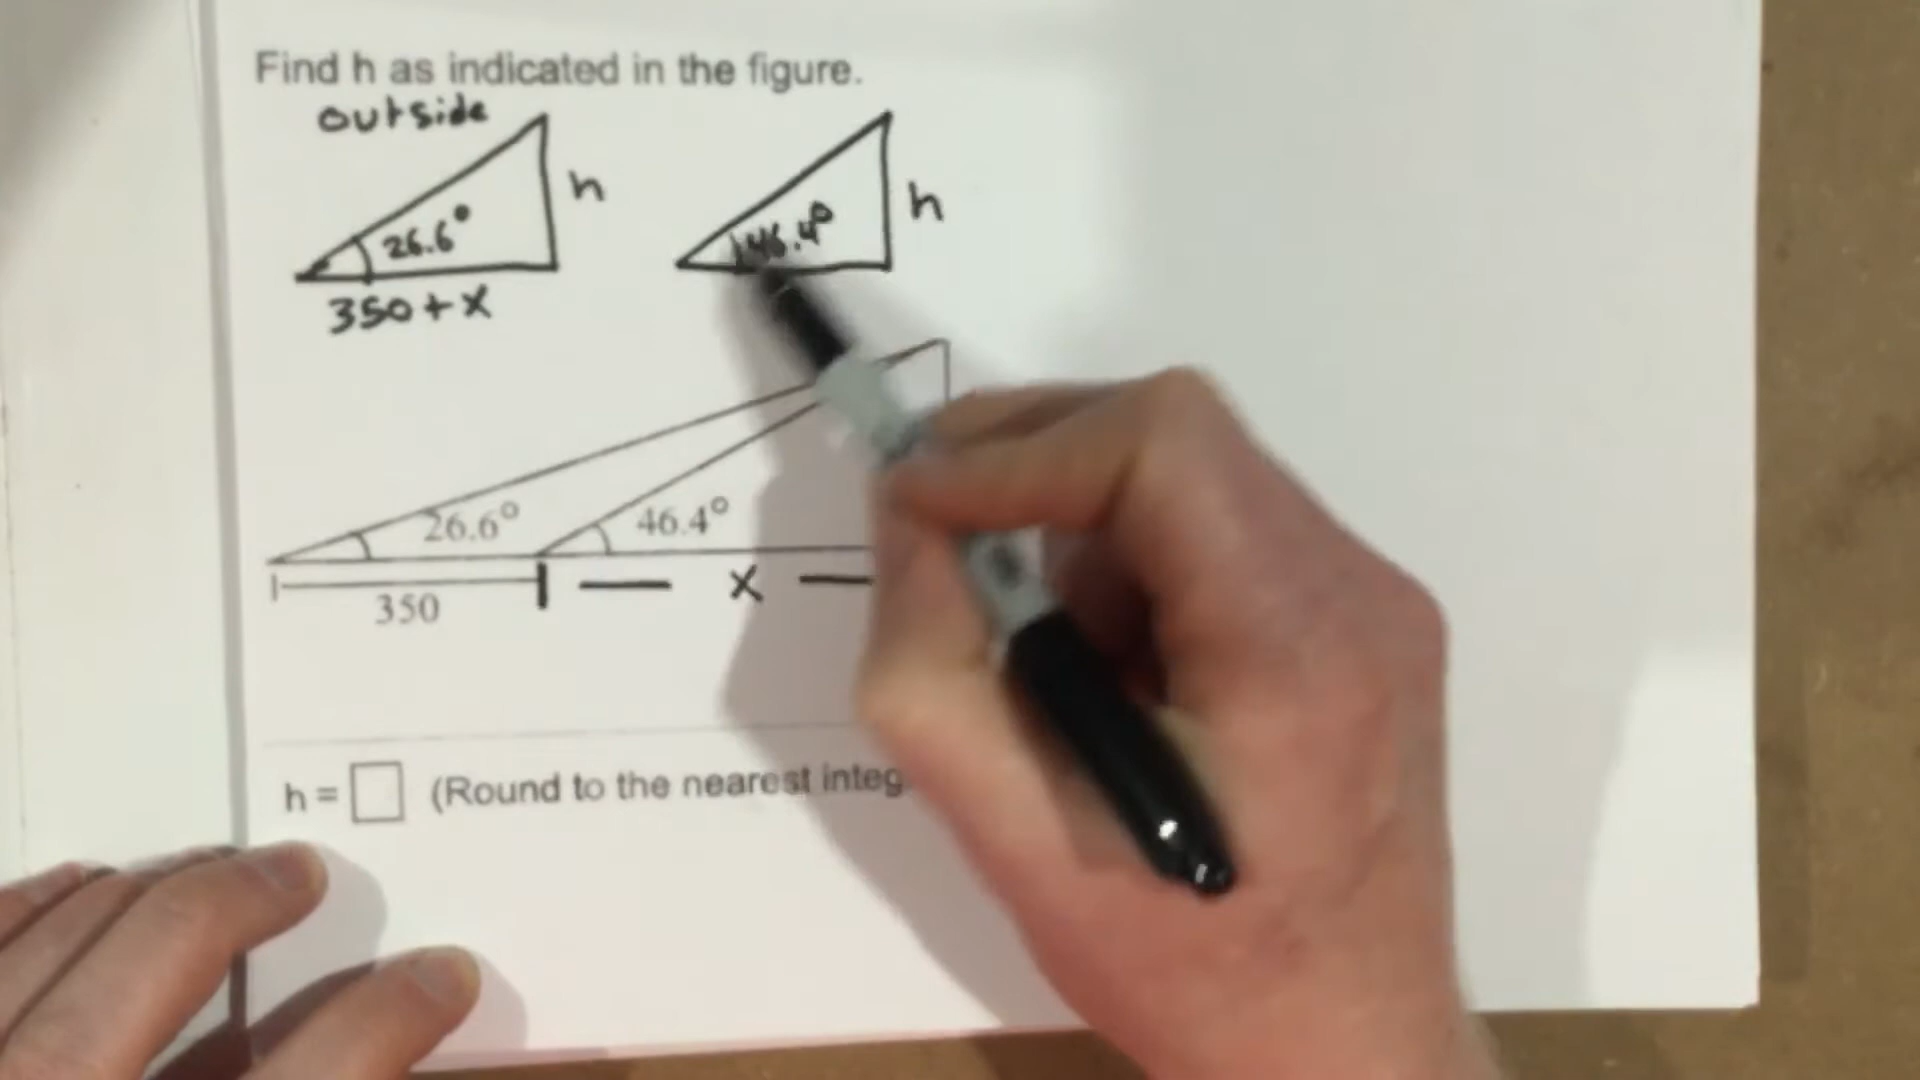 Find h as indicated in the figure.
outside
h
26.6°
350 + x
h
46.4°
26.6°
46.4°
350
x
h = (Round to the nearest